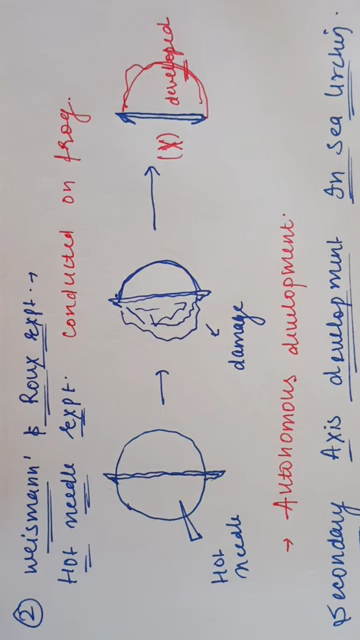 ② Weismann' & Roux expt. →
Hot needle expt. conducted on frog.
Hot
Needle
→
damage
→
(X)
developed
→ Autonomous development.
Secondary Axis development In sea Urchin